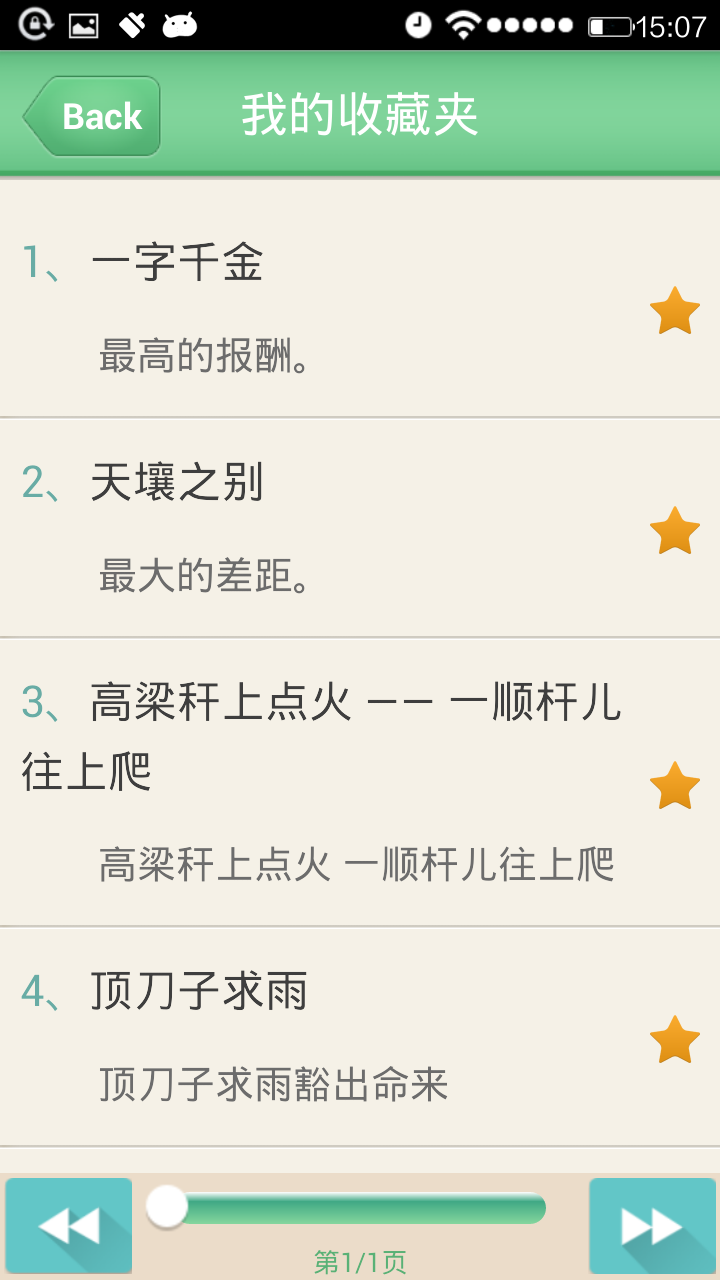 15:07
Back
我的收藏夹
1、 一字千金
最高的报酬。
2、 天壤之别
最大的差距。
3、 高梁秆上点火 —— 一顺杆儿
往上爬
高梁秆上点火 一顺杆儿往上爬
4、 顶刀子求雨
顶刀子求雨豁出命来
第1/1页